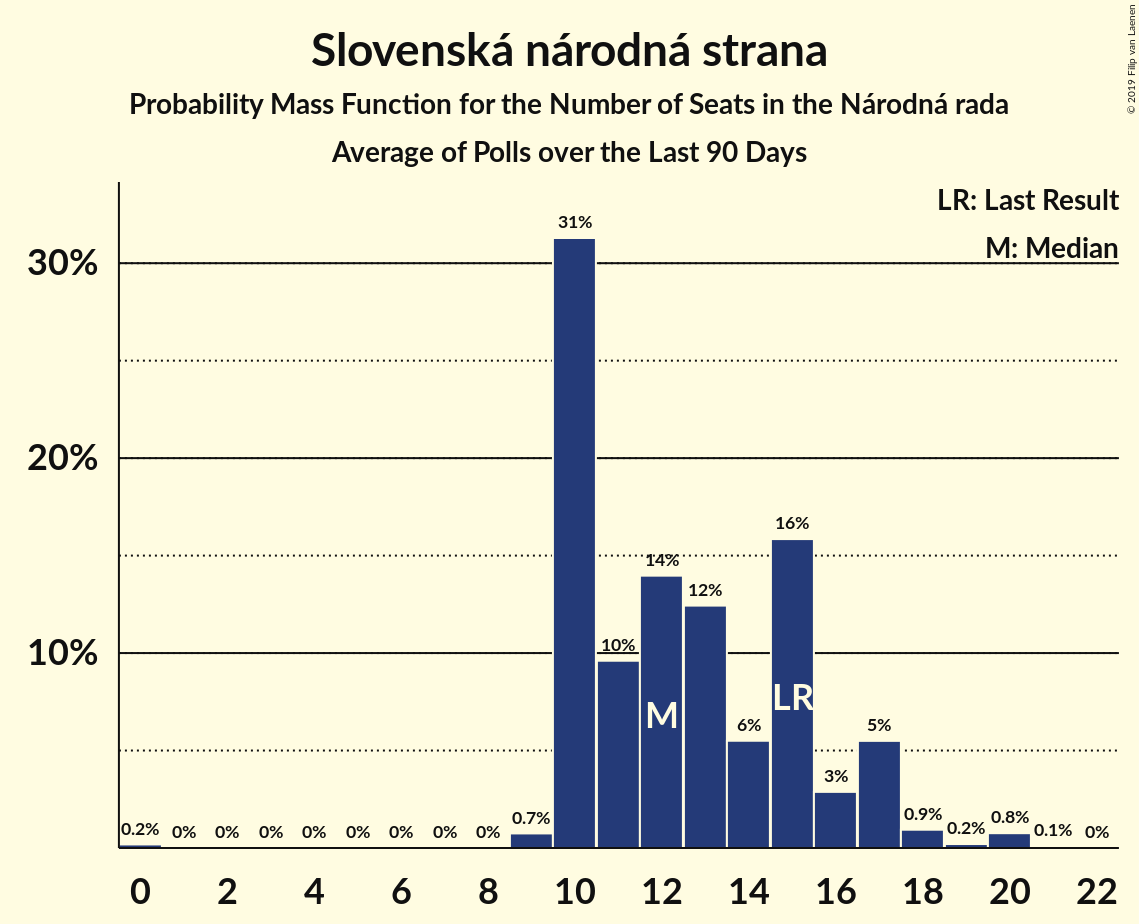 Slovenská národná strana
Probability Mass Function for the Number of Seats in the Národná rada
Average of Polls over the Last 90 Days
© 2019 Filip van Laenen
LR: Last Result
M: Median
30%
20%
10%
0.2% 0% 0% 0% 0% 0% 0% 0% 0% 0.7% 31% 10% 14% 12% 6% 16% 3% 5% 0.9% 0.2% 0.8% 0.1% 0%
M LR
0 2 4 6 8 10 12 14 16 18 20 22